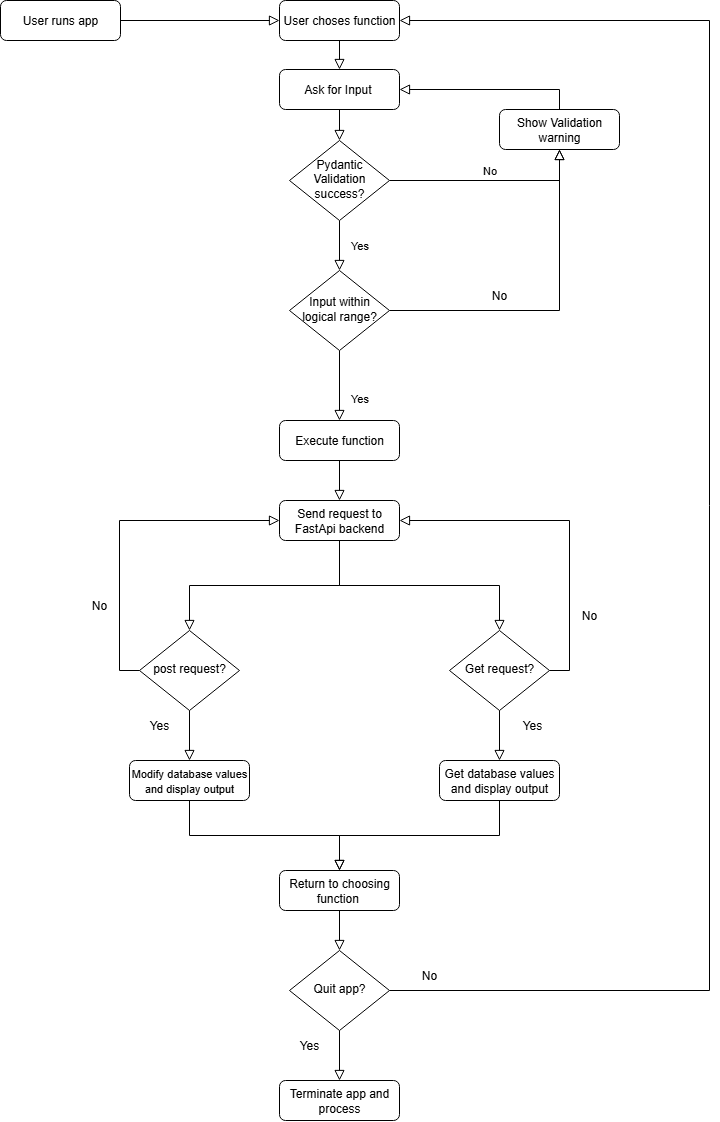 User runs app
User choses function
Ask for Input
Show Validation
warning
Pydantic
Validation
success?
No
Yes
Input within
logical range?
No
Yes
Execute function
Send request to
FastApi backend
No
No
post request?
Get request?
Yes
Yes
Modify database values
and display output
Get database values
and display output
Return to choosing
function
Quit app?
No
Yes
Terminate app and
process